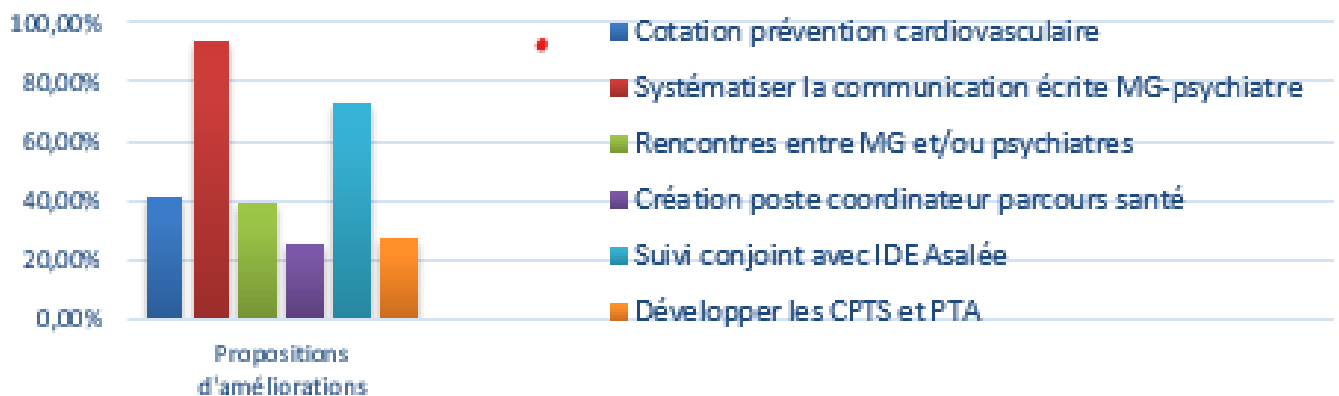 100,00%
80,00%
60,00%
40,00%
20,00%
0,00%
Propositions
d'améliorations
Cotation prévention cardiovasculaire
Systématiser la communication écrite MG-psychiatre
Rencontres entre MG et/ou psychiatres
Création poste coordinateur parcours santé
Suivi conjoint avec IDE Asalée
Développer les CPTS et PTA